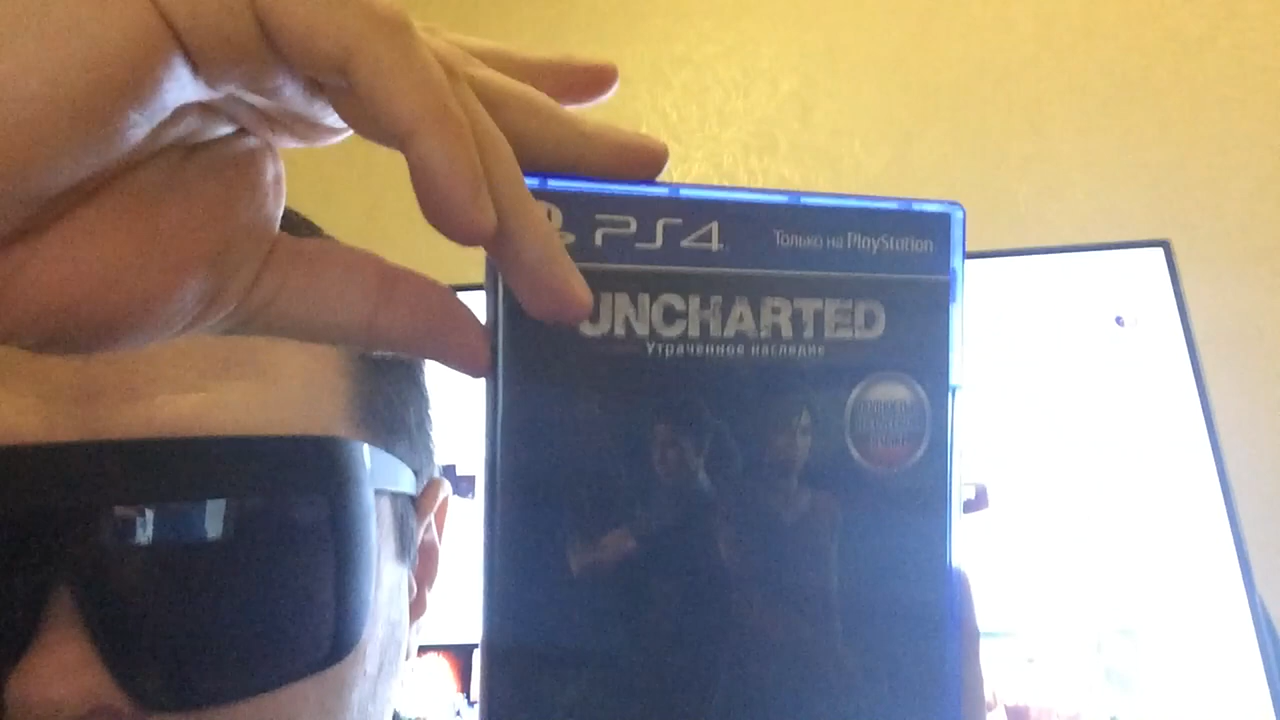 PS4
Только на PlayStation
UNCHARTED
Утраченное наследие